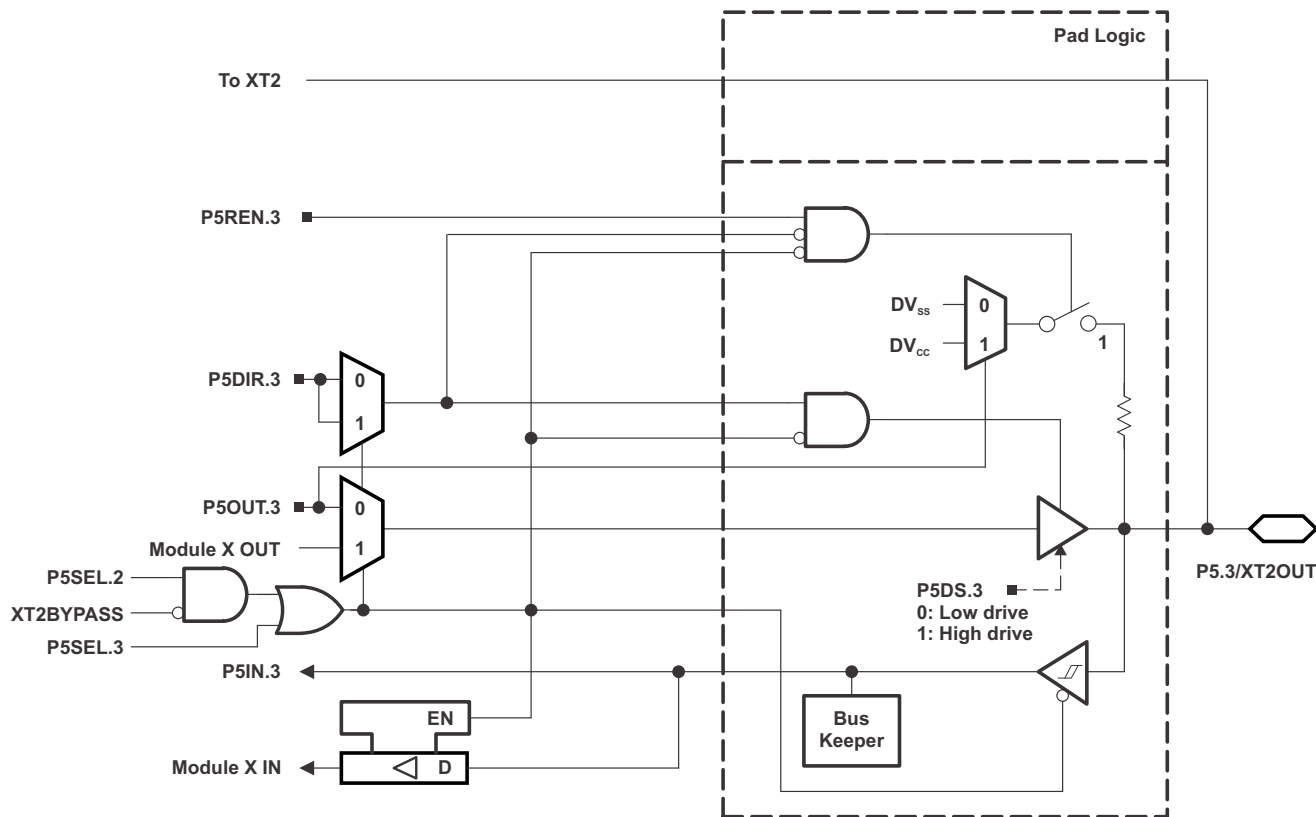 Pad Logic
To XT2
P5REN.3
DVSS
0
DVCC
1
1
P5DIR.3
0
1
P5OUT.3
0
Module X OUT
1
P5SEL.2
XT2BYPASS
P5SEL.3
P5DS.3
0: Low drive
1: High drive
P5.3/XT2OUT
P5IN.3
EN
Bus
Keeper
Module X IN
D